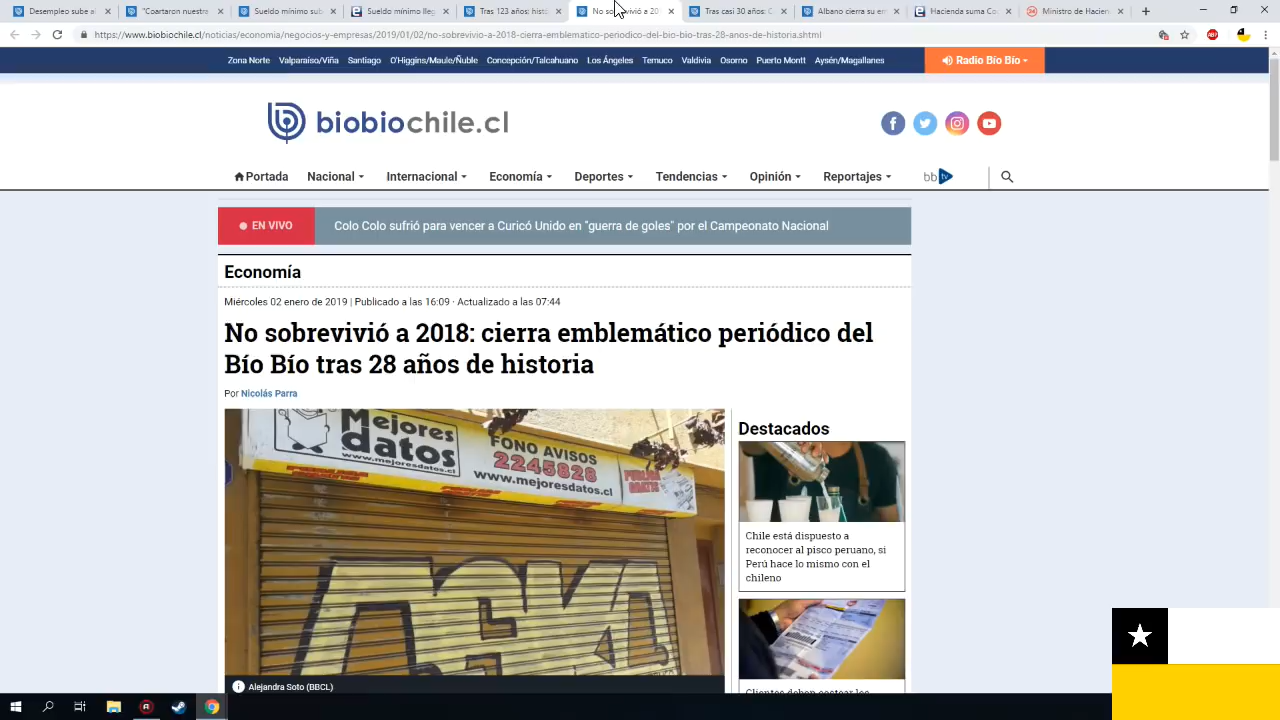 Desempleo sube al
"Coartaron nuestra
Sueldo mínimo sub
Sueldo mínimo lleg
Tras 123 años: histo
No sobrevivió a 20
Tras casi 30 años: C
Albano cierra su em
Hacienda suma Co
Ministro de Hacien
https://www.biobiochile.cl/noticias/economia/negocios-y-empresas/2019/01/02/no-sobrevivio-a-2018-cierra-emblematico-periodico-del-bio-bio-tras-28-anos-de-historia.shtml
Zona Norte Valparaíso/Viña Santiago O'Higgins/Maule/Ñuble Concepción/Talcahuano Los Ángeles Temuco Valdivia Osorno Puerto Montt Aysén/Magallanes
Radio Bío Bío
biobiochile.cl
Portada Nacional Internacional Economía Deportes Tendencias Opinión Reportajes bb tv
EN VIVO
Colo Colo sufrió para vencer a Curicó Unido en "guerra de goles" por el Campeonato Nacional
Economía
Miércoles 02 enero de 2019 | Publicado a las 16:09 · Actualizado a las 07:44
No sobrevivió a 2018: cierra emblemático periódico del
Bío Bío tras 28 años de historia
Por Nicolás Parra
Mejores
datos
www.mejoresdatos.cl
FONO AVISOS
2245828
www.mejoresdatos.cl
Alejandra Soto (BBCL)
Destacados
Chile está dispuesto a
reconocer al pisco peruano, si
Perú hace lo mismo con el
chileno